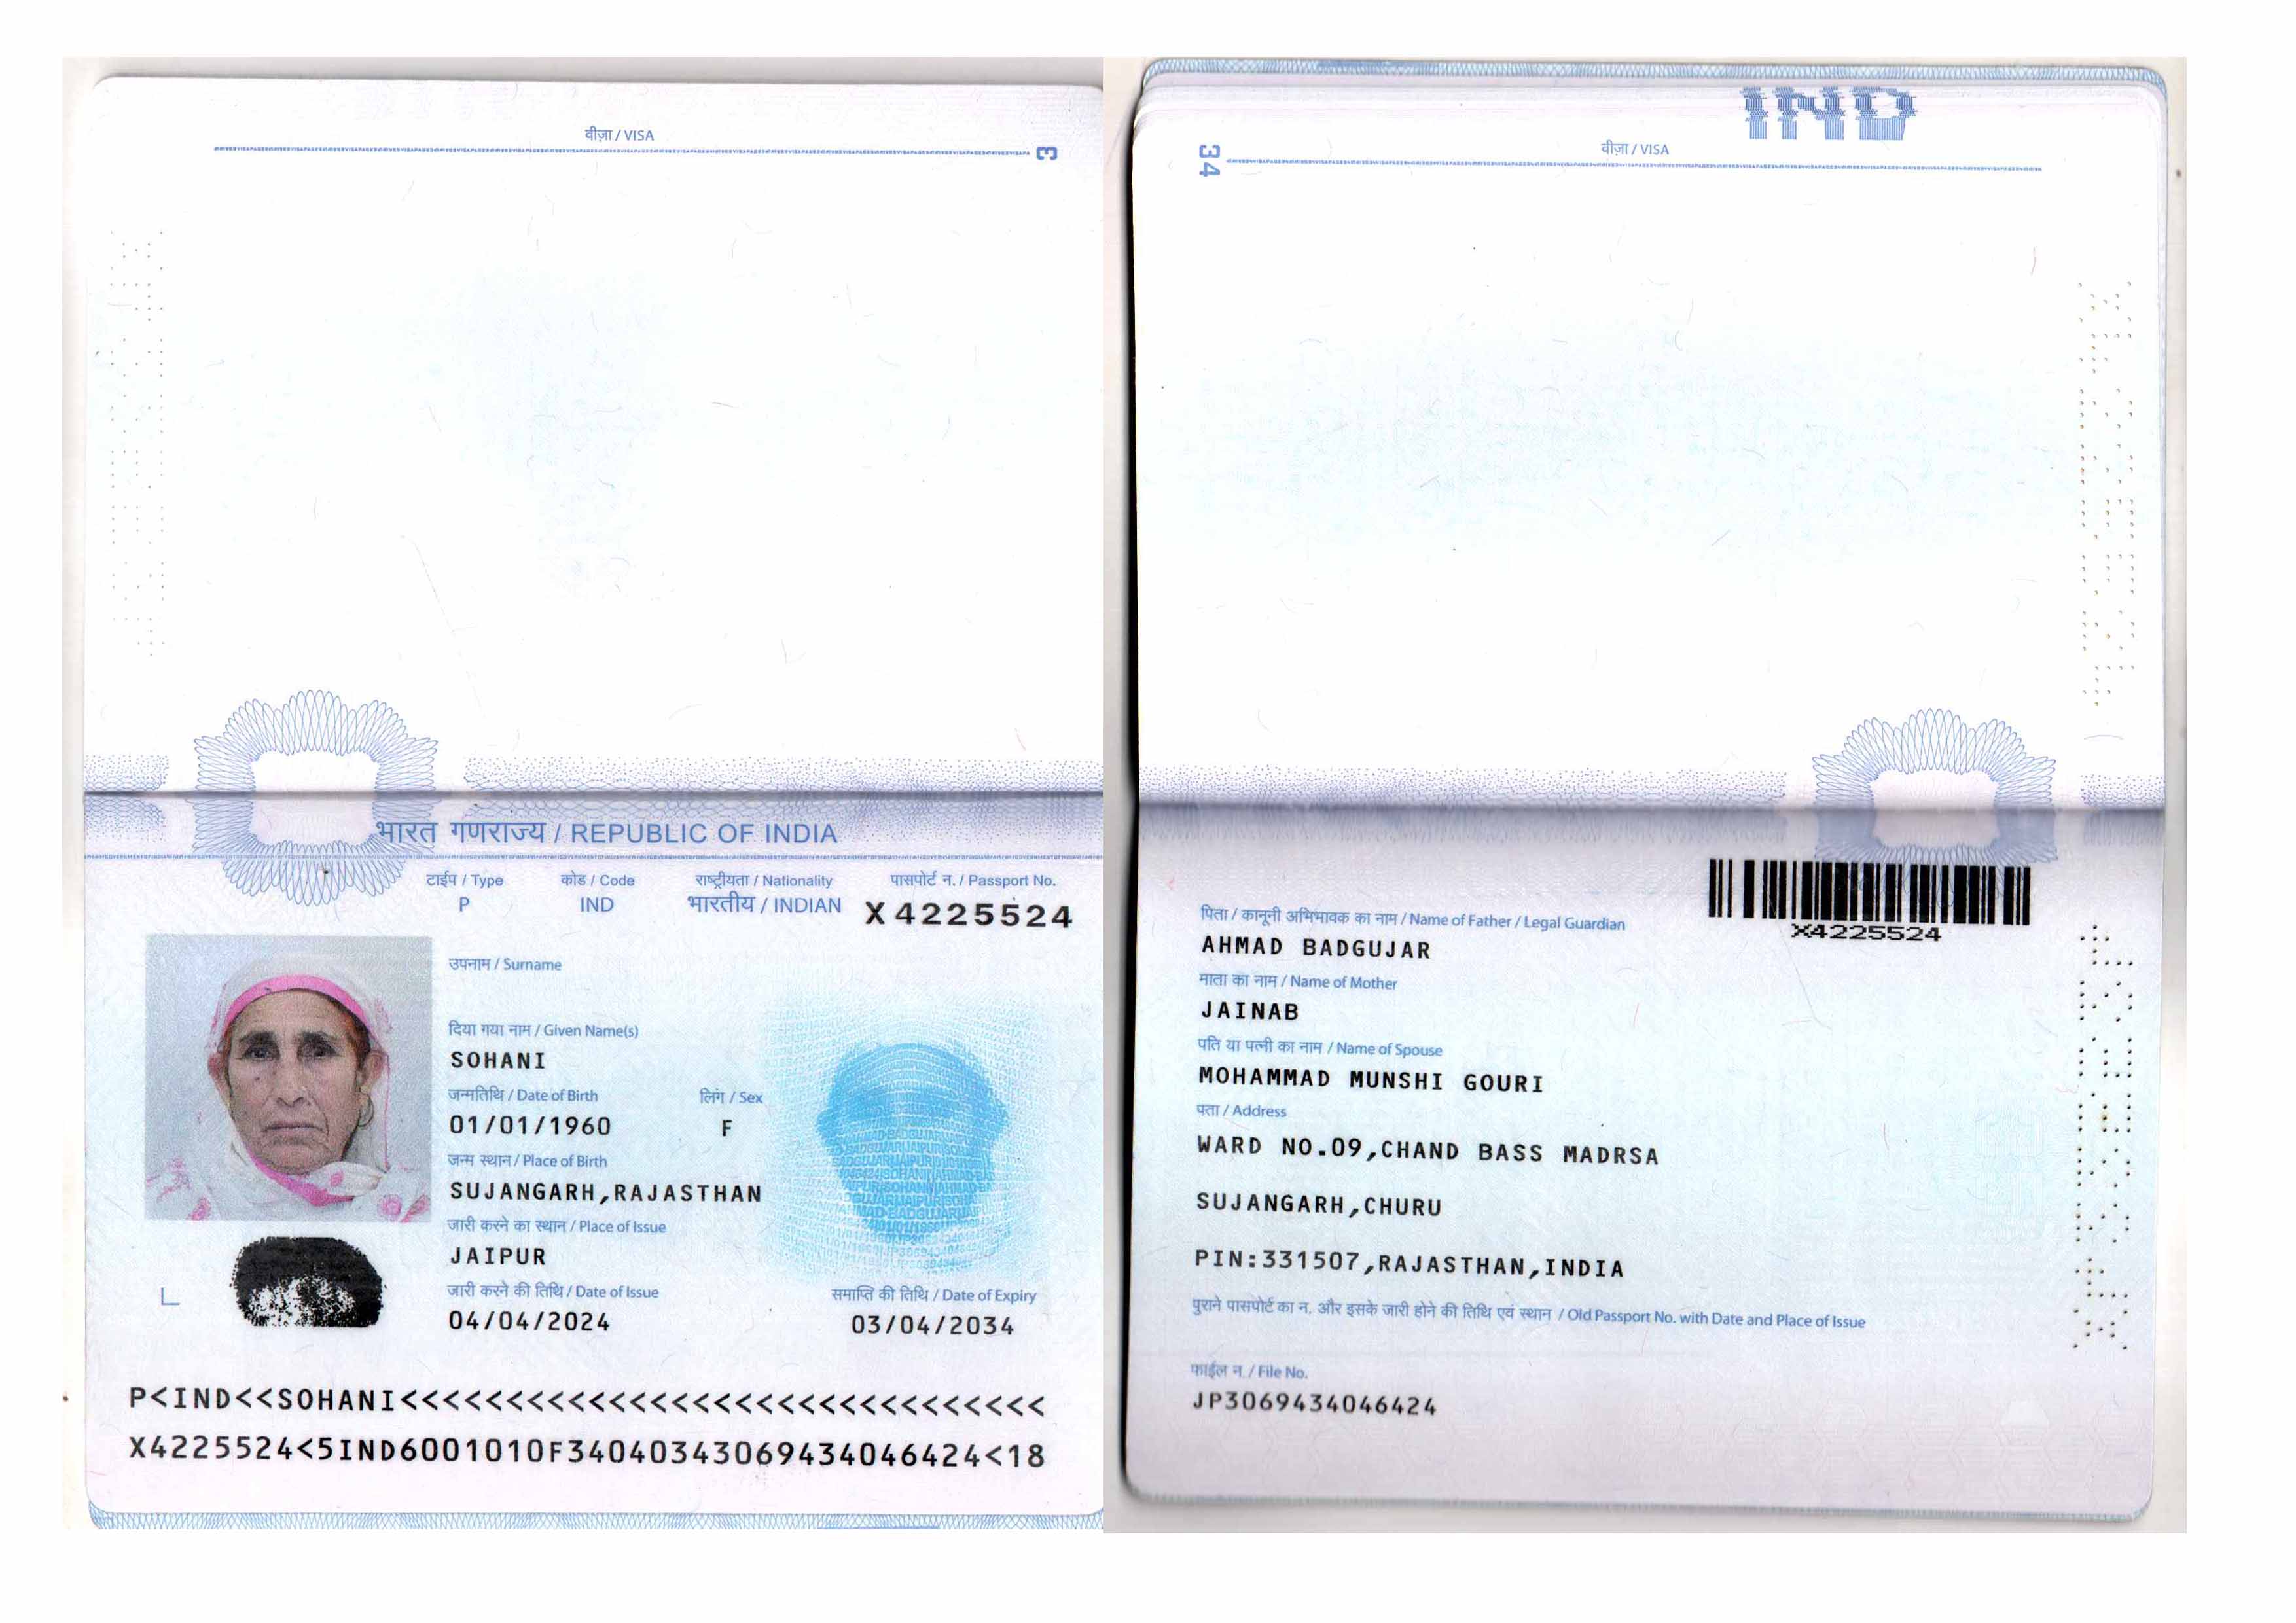 वीज़ा / VISA
3
भारत गणराज्य / REPUBLIC OF INDIA
टाईप / Type कोड / Code राष्ट्रीयता / Nationality पासपोर्ट न. / Passport No.
P IND भारतीय / INDIAN X4225524
उपनाम / Surname
दिया गया नाम / Given Name(s)
SOHANI
जन्मतिथि / Date of Birth लिंग / Sex
01/01/1960 F
जन्म स्थान / Place of Birth
SUJANGARH,RAJASTHAN
जारी करने का स्थान / Place of Issue
JAIPUR
जारी करने की तिथि / Date of Issue समाप्ति की तिथि / Date of Expiry
04/04/2024 03/04/2034
P<IND<<SOHANI<<<<<<<<<<<<<<<<<<<<<<<<<<<<<<<
X4225524<5IND6001010F34040343069434046424<18
IND
34
वीज़ा / VISA
X4225524
पिता / कानूनी अभिभावक का नाम / Name of Father / Legal Guardian
AHMAD BADGUJAR
माता का नाम / Name of Mother
JAINAB
पति या पत्नी का नाम / Name of Spouse
MOHAMMAD MUNSHI GOURI
पता / Address
WARD NO.09,CHAND BASS MADRSA
SUJANGARH,CHURU
PIN:331507,RAJASTHAN,INDIA
पुराने पासपोर्ट का न. और इसके जारी होने की तिथि एवं स्थान / Old Passport No. with Date and Place of Issue
फाईल न. / File No.
JP3069434046424